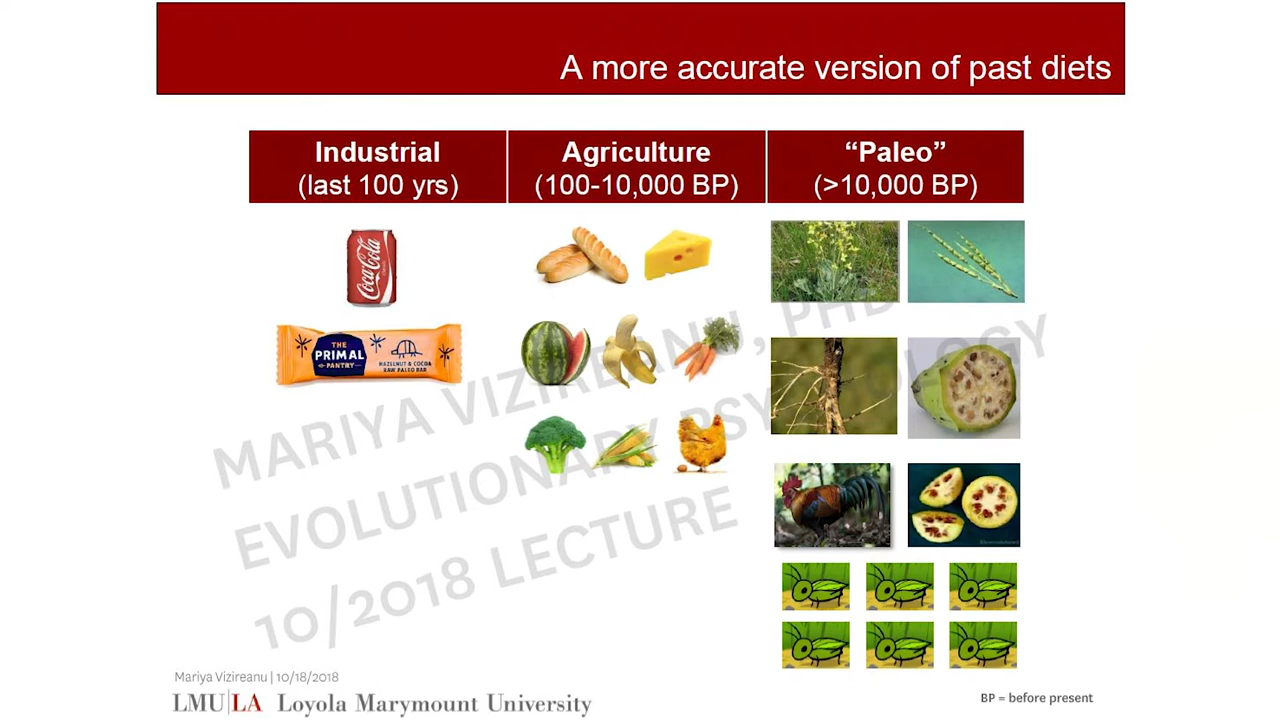 A more accurate version of past diets
Industrial
(last 100 yrs)
Agriculture
(100-10,000 BP)
“Paleo”
(>10,000 BP)
Coca-Cola
THE
PRIMAL
PANTRY
HAZELNUT & COCOA
RAW PALEO BAR
MARIYA VIZIREANU, PHD
EVOLUTIONARY PSYCHOLOGY
10/2018 LECTURE
Mariya Vizireanu | 10/18/2018
LMU|LA Loyola Marymount University
BP = before present